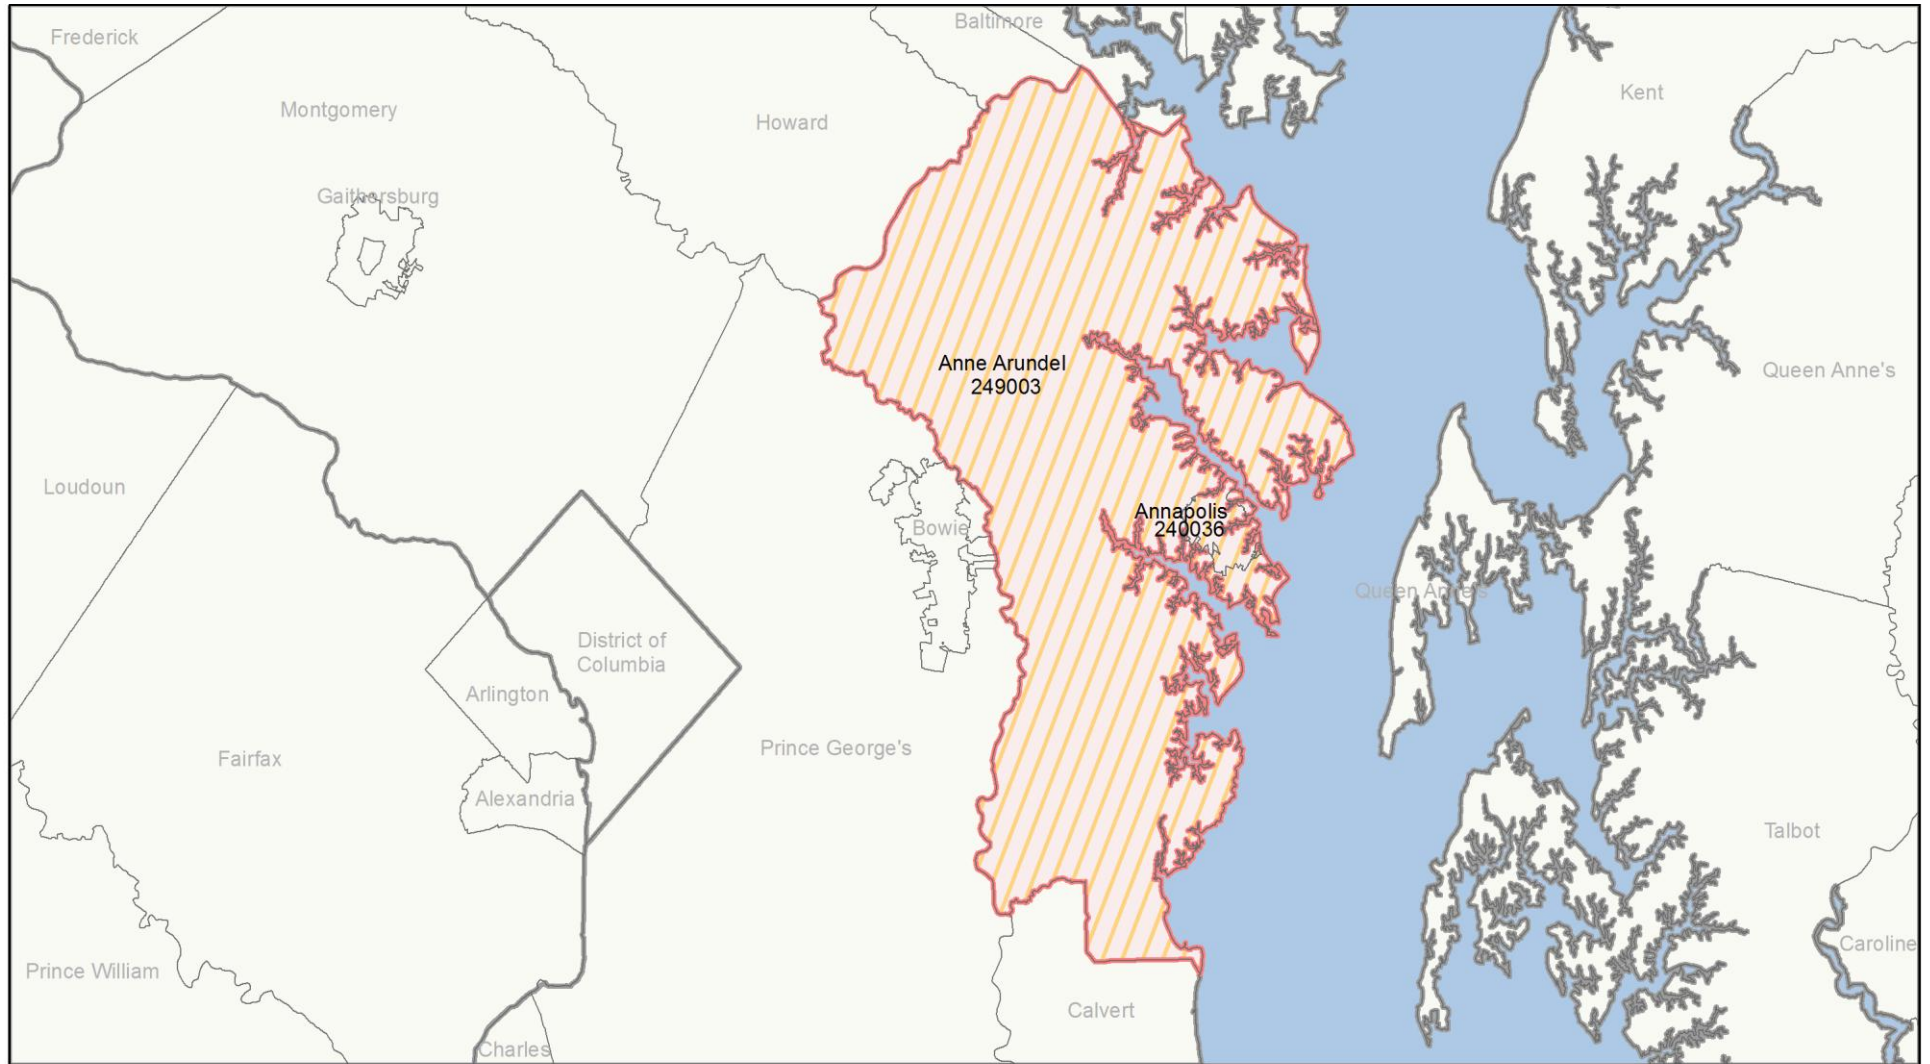 Frederick
Baltimore
Montgomery
Howard
Kent
Gaithersburg
Anne Arundel
249003
Queen Anne's
Loudoun
Bowie
Annapolis
240036
Queen Anne's
District of
Columbia
Arlington
Fairfax
Prince George's
Alexandria
Talbot
Caroline
Prince William
Calvert
Charles